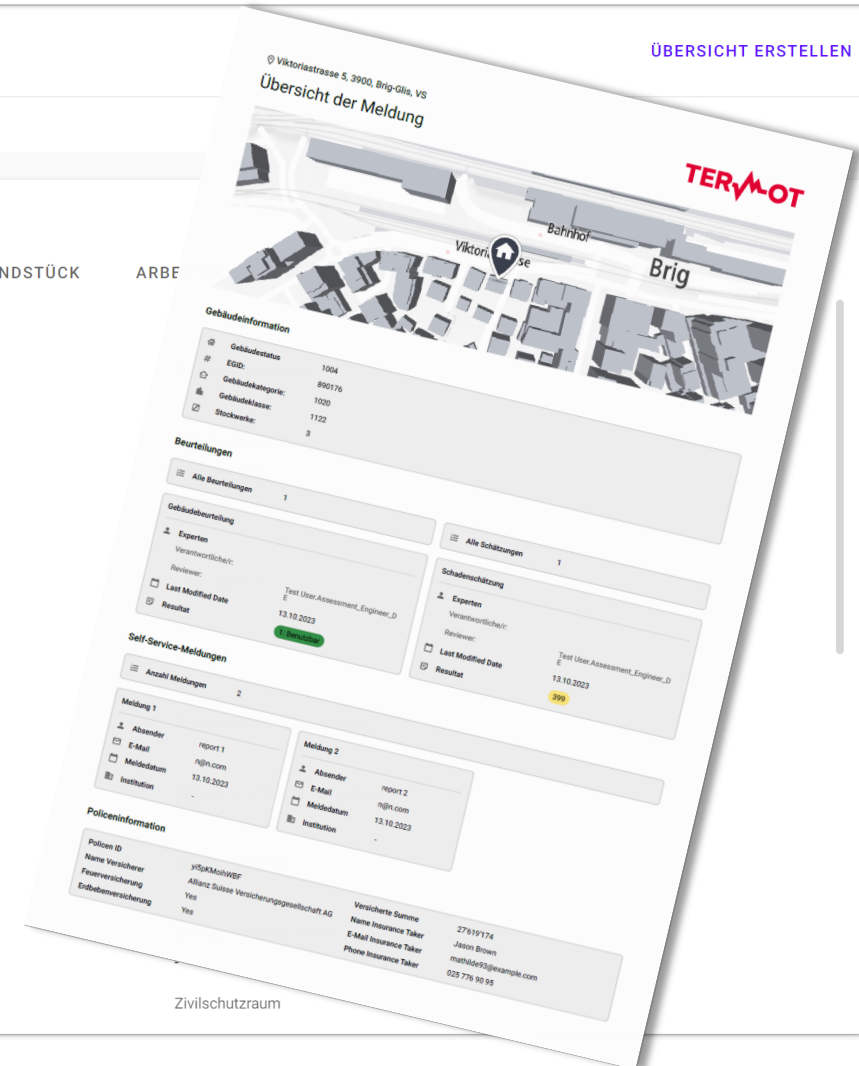 ÜBERSICHT ERSTELLEN
Viktoriastrasse 5, 3900, Brig-Glis, VS
Übersicht der Meldung
TERMOT
Bahnhof
Viktori se
Brig
NDSTÜCK
ARBE
Gebäudeinformation
Gebäudestatus 1004
EGID: 890176
Gebäudekategorie: 1020
Gebäudeklasse: 1122
Stockwerke: 3
Beurteilungen
Alle Beurteilungen 1
Alle Schätzungen 1
Gebäudebeurteilung
Experten
Verantwortliche/r:
Reviewer: Test User.Assessment_Engineer_D
E
Last Modified Date 13.10.2023
Resultat 1. Benutzbar
Schadenschätzung
Experten
Verantwortliche/r:
Reviewer: Test User.Assessment_Engineer_D
E
Last Modified Date 13.10.2023
Resultat 399
Self-Service-Meldungen
Anzahl Meldungen 2
Meldung 1
Absender report 1
E-Mail n@n.com
Meldedatum 13.10.2023
Institution -
Meldung 2
Absender report 2
E-Mail n@n.com
Meldedatum 13.10.2023
Institution -
Policeninformation
Policen ID yi5pKMoihWBF
Name Versicherer Allianz Suisse Versicherungsgesellschaft AG
Feuerversicherung Yes
Erdbebenversicherung Yes
Versicherte Summe 27'619'174
Name Insurance Taker Jason Brown
E-Mail Insurance Taker mathilde93@example.com
Phone Insurance Taker 025 776 90 95
Zivilschutzraum